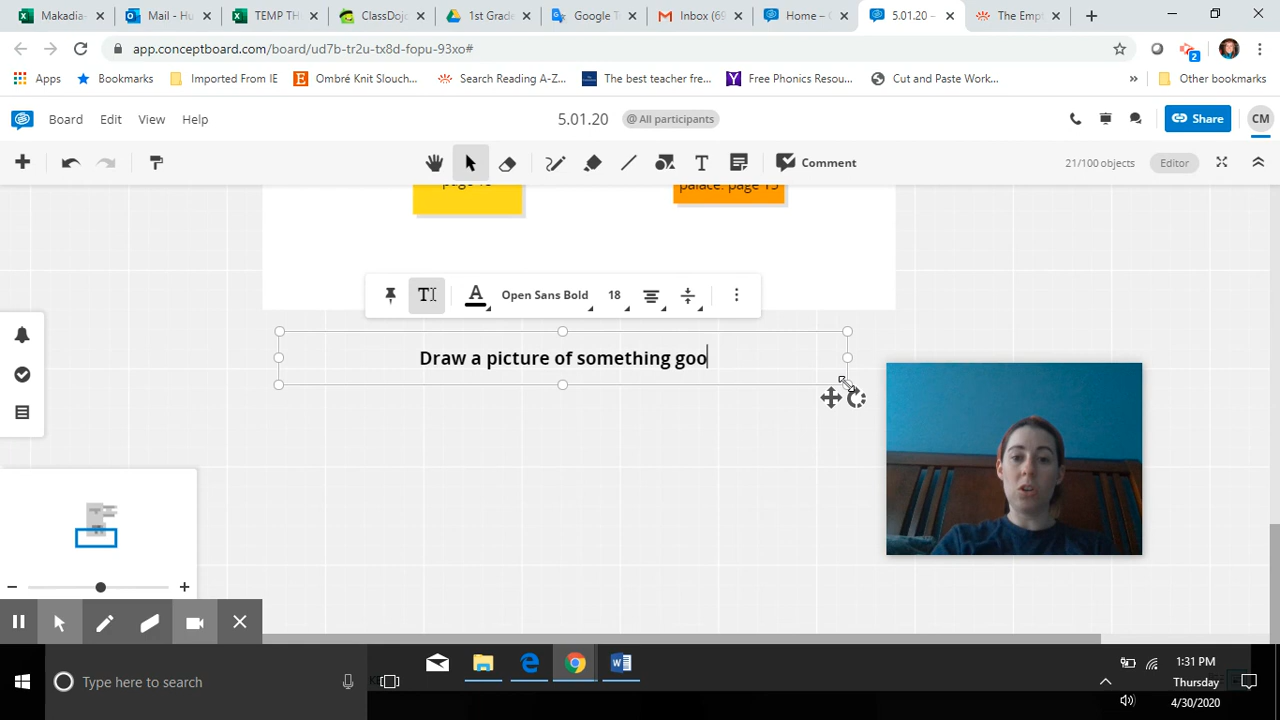 Makadia-
Mail - Hu
TEMP TH
ClassDojo
1st Grade
Google T
Inbox (69
Home – C
5.01.20 –
The Emp
app.conceptboard.com/board/ud7b-tr2u-tx8d-fopu-93xo#
2
Apps
Bookmarks
Imported From IE
Ombré Knit Slouch...
Search Reading A-Z...
The best teacher fre...
Free Phonics Resou...
Cut and Paste Work...
»
Other bookmarks
Board Edit View Help
5.01.20
@ All participants
Share
CM
Comment
21/100 objects
Editor
palace. page 15
Open Sans Bold
18
Draw a picture of something goo
Type here to search
1:31 PM
Thursday
4/30/2020